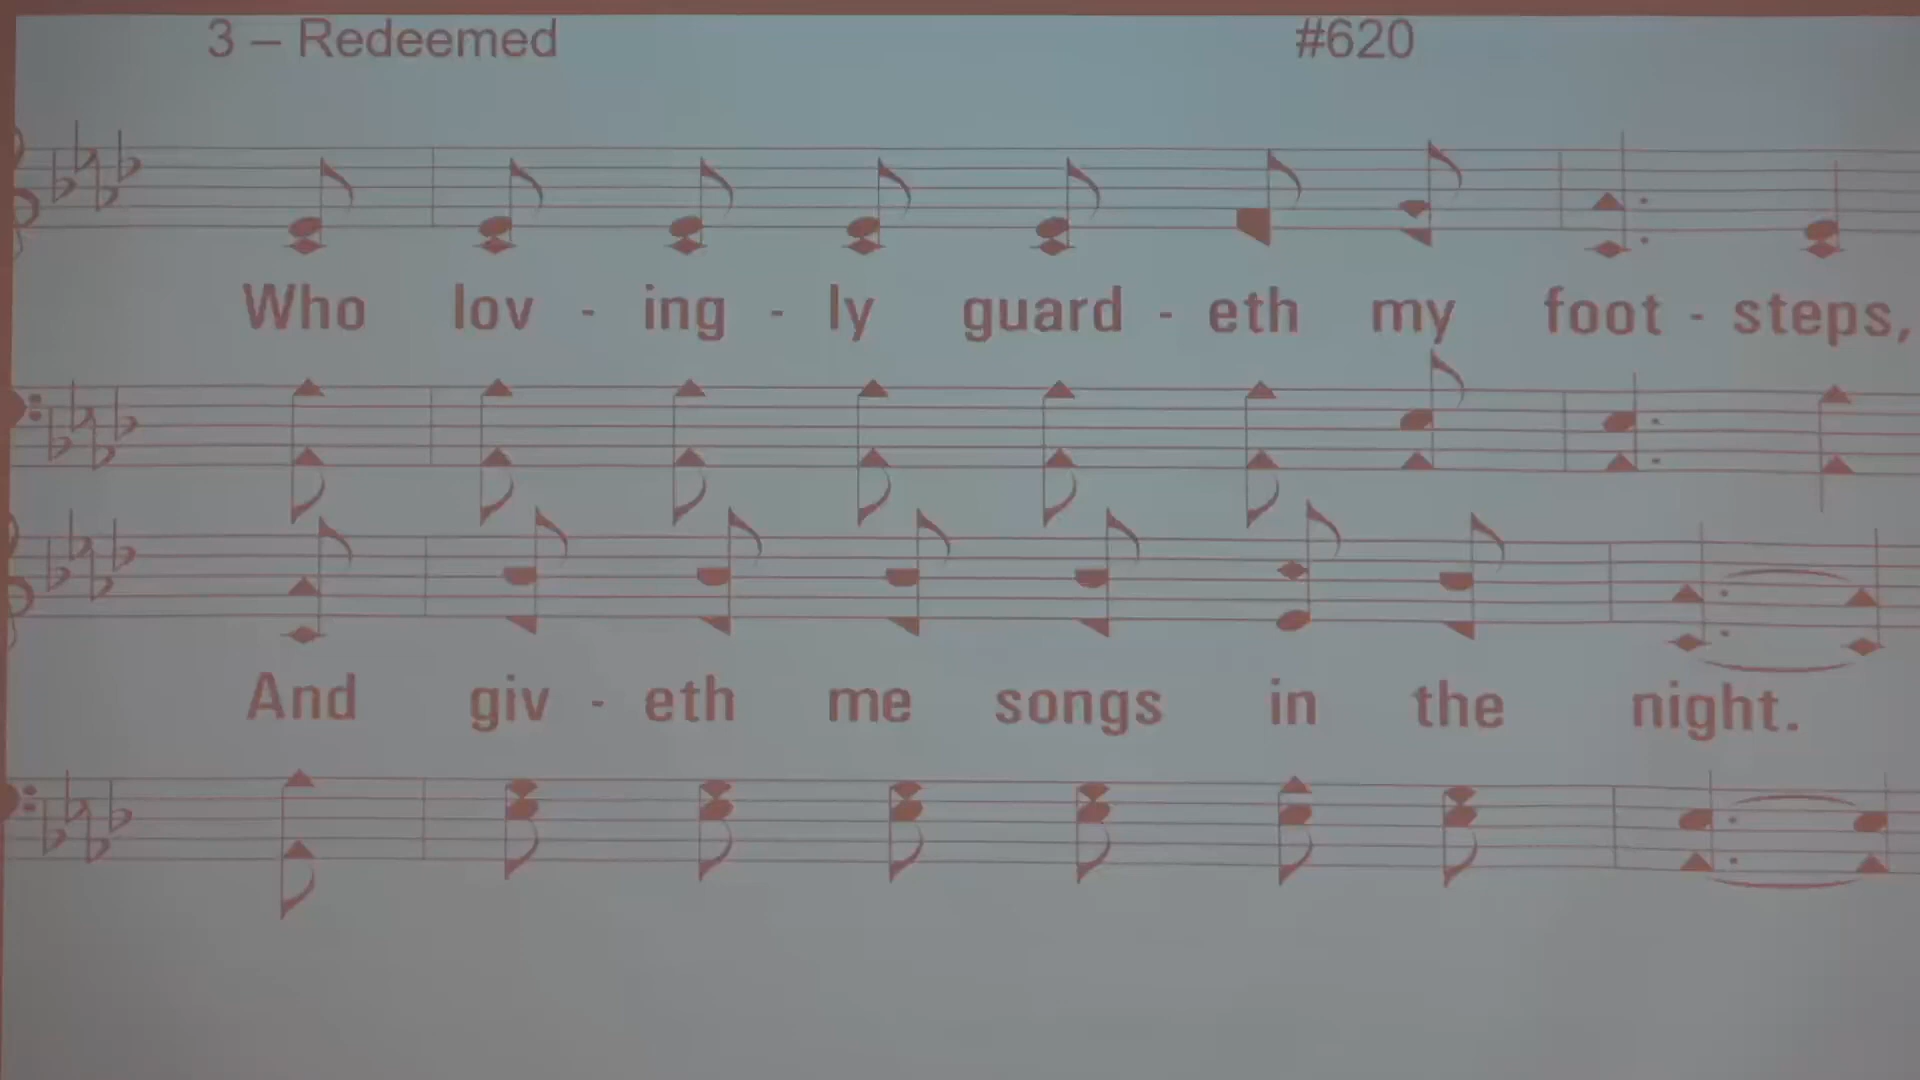 3 – Redeemed #620
Who lov - ing - ly guard - eth my foot - steps,
And giv - eth me songs in the night.